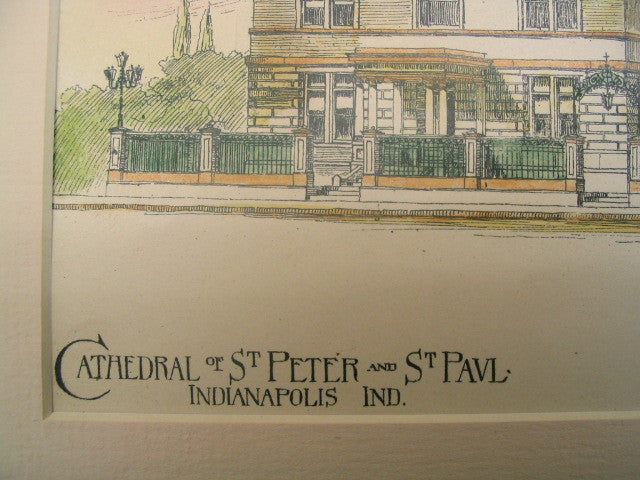 CATHEDRAL OF ST PETER AND ST PAVL.
INDIANAPOLIS IND.